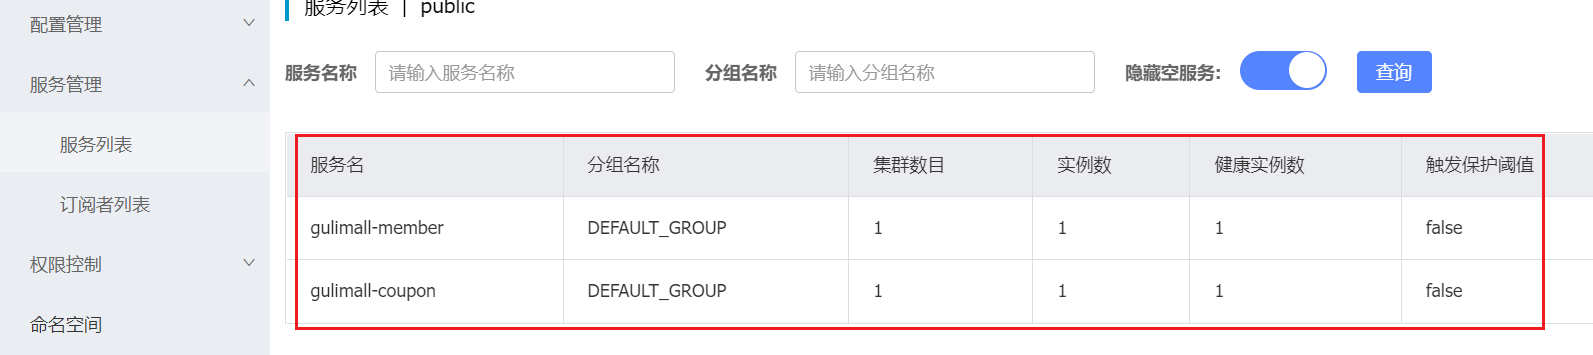 服务列表 | public
配置管理
服务管理
服务列表
订阅者列表
权限控制
命名空间
服务名称 请输入服务名称 分组名称 请输入分组名称 隐藏空服务: 查询
服务名 分组名称 集群数目 实例数 健康实例数 触发保护阈值
gulimall-member DEFAULT_GROUP 1 1 1 false
gulimall-coupon DEFAULT_GROUP 1 1 1 false